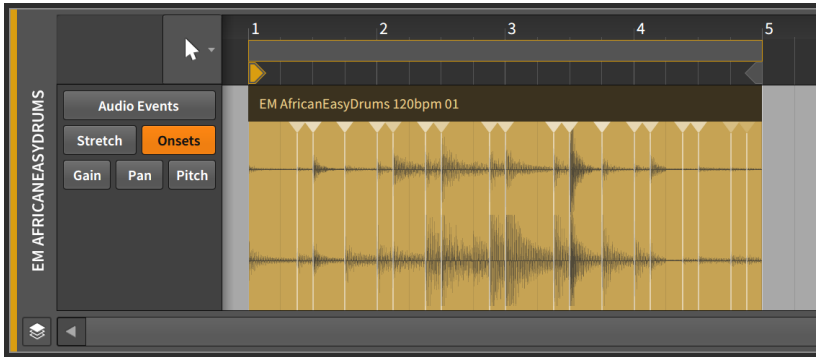 1 2 3 4 5
EM AFRICANEASYDRUMS
Audio Events
Stretch Onsets
Gain Pan Pitch
EM AfricanEasyDrums 120bpm 01